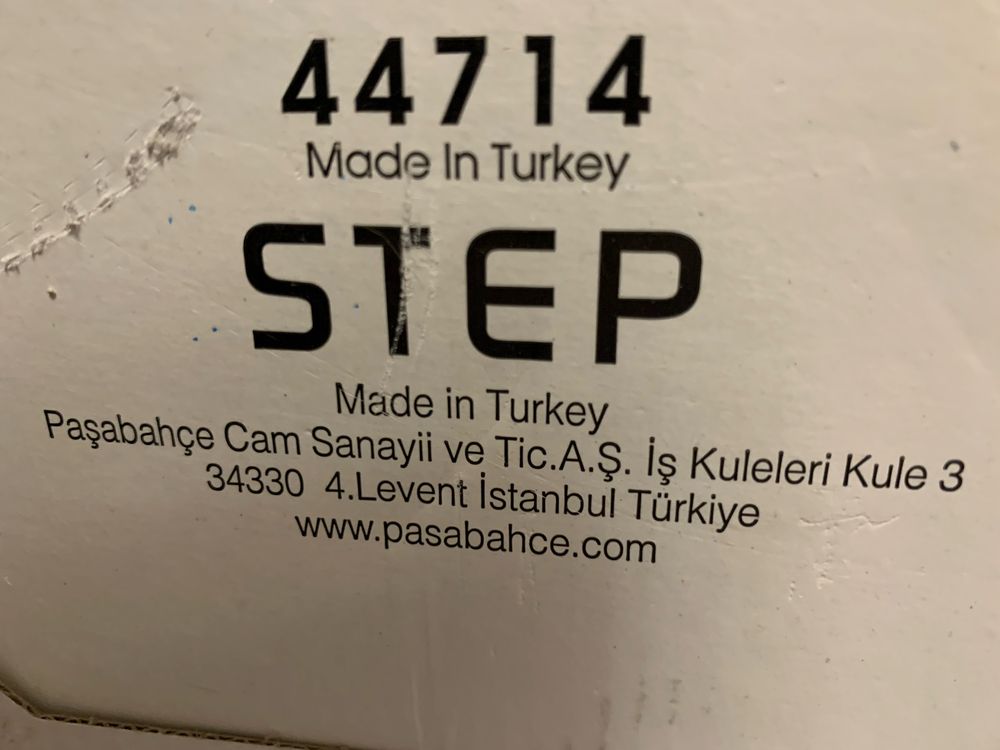 44714
Made In Turkey
STEP
Made in Turkey
Paşabahçe Cam Sanayii ve Tic.A.Ş. İş Kuleleri Kule 3
34330 4.Levent İstanbul Türkiye
www.pasabahce.com